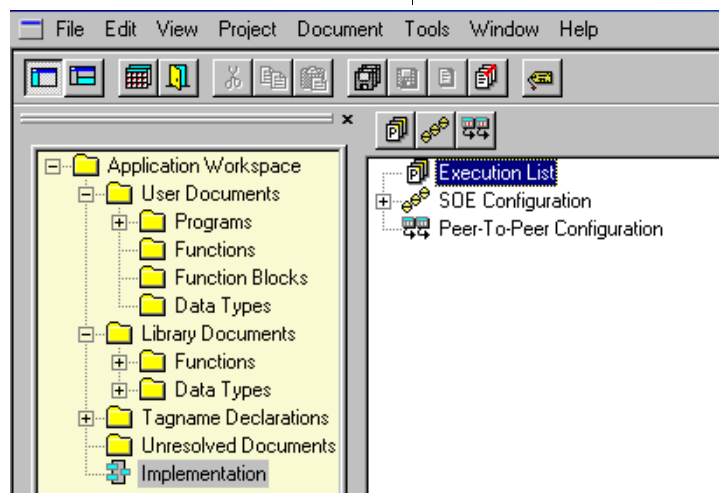 File Edit View Project Document Tools Window Help
Application Workspace
User Documents
Programs
Functions
Function Blocks
Data Types
Library Documents
Functions
Data Types
Tagname Declarations
Unresolved Documents
Implementation
Execution List
SOE Configuration
Peer-To-Peer Configuration